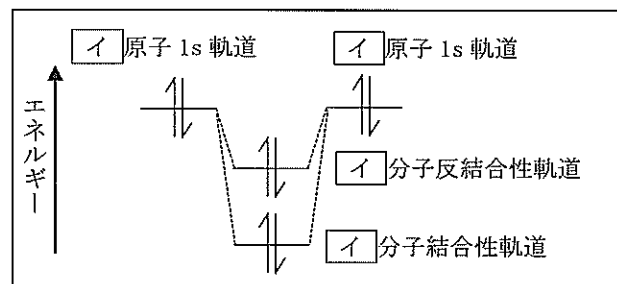 イ 原子 1s 軌道
イ 原子 1s 軌道
エネルギー
イ 分子反結合性軌道
イ 分子結合性軌道